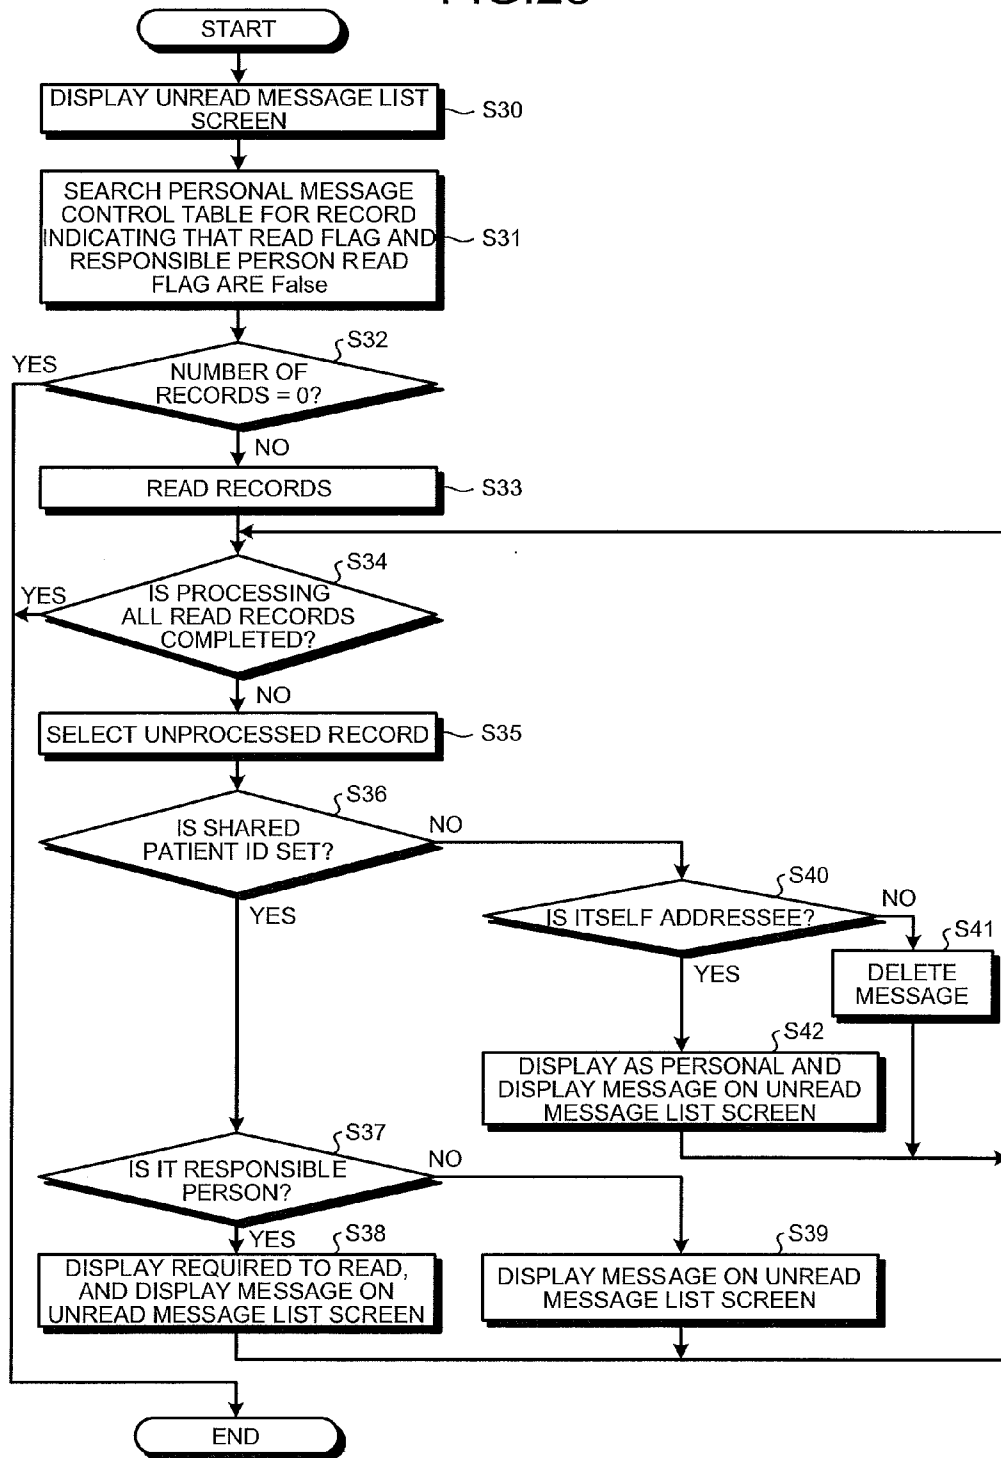 START
DISPLAY UNREAD MESSAGE LIST
SCREEN
S30
SEARCH PERSONAL MESSAGE
CONTROL TABLE FOR RECORD
INDICATING THAT READ FLAG AND
RESPONSIBLE PERSON READ
FLAG ARE False
S31
S32
YES
NUMBER OF
RECORDS = 0?
NO
READ RECORDS
S33
S34
YES
IS PROCESSING
ALL READ RECORDS
COMPLETED?
NO
SELECT UNPROCESSED RECORD
S35
S36
IS SHARED
PATIENT ID SET?
NO
YES
S40
IS ITSELF ADDRESSEE?
NO
YES
S41
DELETE
MESSAGE
S42
DISPLAY AS PERSONAL AND
DISPLAY MESSAGE ON UNREAD
MESSAGE LIST SCREEN
S37
IS IT RESPONSIBLE
PERSON?
NO
YES
S38
DISPLAY REQUIRED TO READ,
AND DISPLAY MESSAGE ON
UNREAD MESSAGE LIST SCREEN
S39
DISPLAY MESSAGE ON UNREAD
MESSAGE LIST SCREEN
END